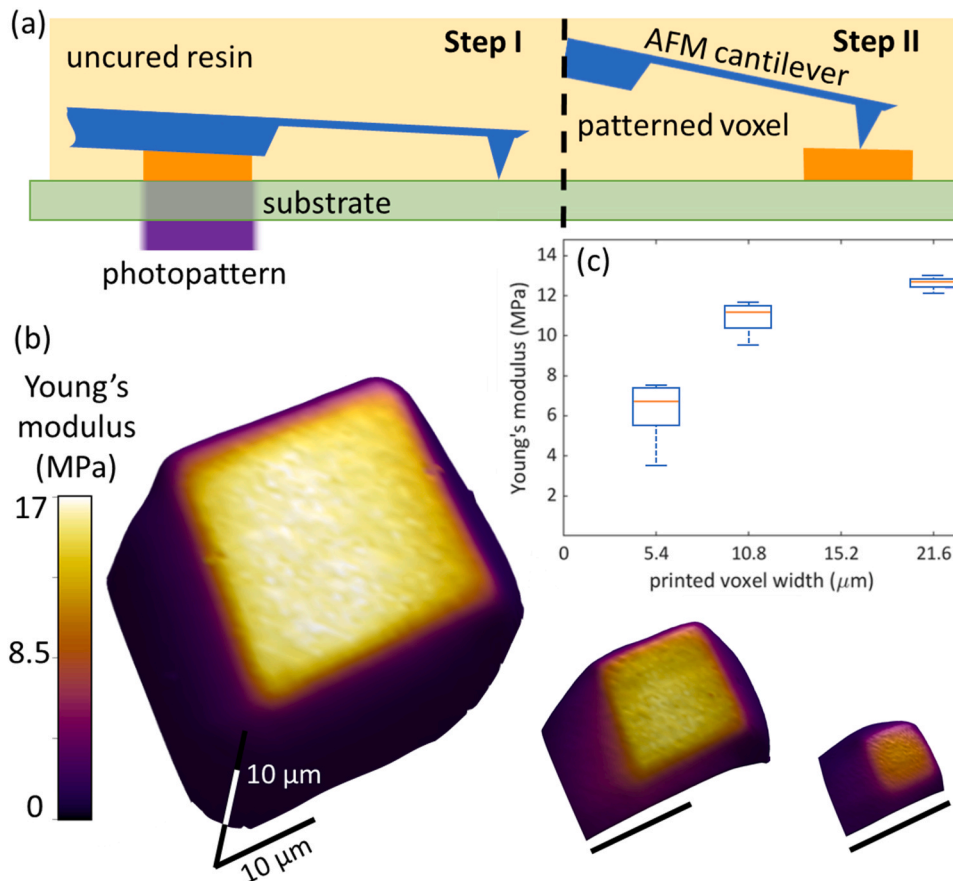 (a)
Step I
Step II
uncured resin
AFM cantilever
patterned voxel
substrate
photopattern
(b)
Young's
modulus
(MPa)
17
8.5
0
10 μm
10 μm
(c)
Young's modulus (MPa)
14
12
10
8
6
4
2
0
5.4
10.8
15.2
21.6
printed voxel width (μm)